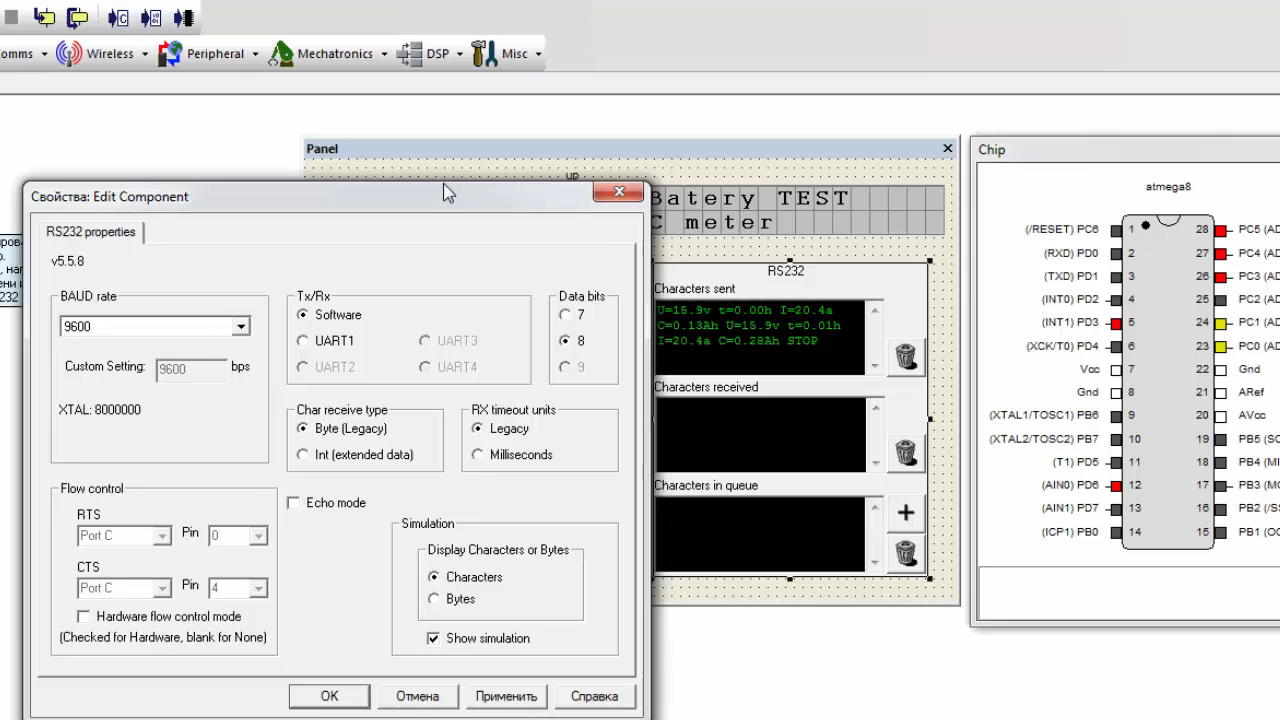 Wireless
Peripheral
Mechatronics
DSP
Misc
Panel
Chip
Свойства: Edit Component
RS232 properties
v5.5.8
BAUD rate
9600
Custom Setting:
9600
bps
XTAL: 8000000
Tx/Rx
Software
UART1
UART3
UART2
UART4
Data bits
7
8
9
Char receive type
Byte (Legacy)
Int (extended data)
RX timeout units
Legacy
Milliseconds
Flow control
RTS
Port C
Pin
0
CTS
Port C
Pin
4
Hardware flow control mode
(Checked for Hardware, blank for None)
Echo mode
Simulation
Display Characters or Bytes
Characters
Bytes
Show simulation
OK
Отмена
Применить
Справка
Batery TEST
C meter
RS232
Characters sent
U=15.9v t=0.00h I=20.4a
C=0.13Ah U=15.9v t=0.01h
I=20.4a C=0.28Ah STOP
Characters received
Characters in queue
atmega8
(/RESET) PC6 1
(RXD) PD0 2
(TXD) PD1 3
(INT0) PD2 4
(INT1) PD3 5
(XCK/T0) PD4 6
Vcc 7
Gnd 8
(XTAL1/TOSC1) PB6 9
(XTAL2/TOSC2) PB7 10
(T1) PD5 11
(AIN0) PD6 12
(AIN1) PD7 13
(ICP1) PB0 14
28 PC5
27 PC4
26 PC3
25 PC2
24 PC1
23 PC0
22 Gnd
21 ARef
20 AVcc
19 PB5
18 PB4
17 PB3
16 PB2
15 PB1